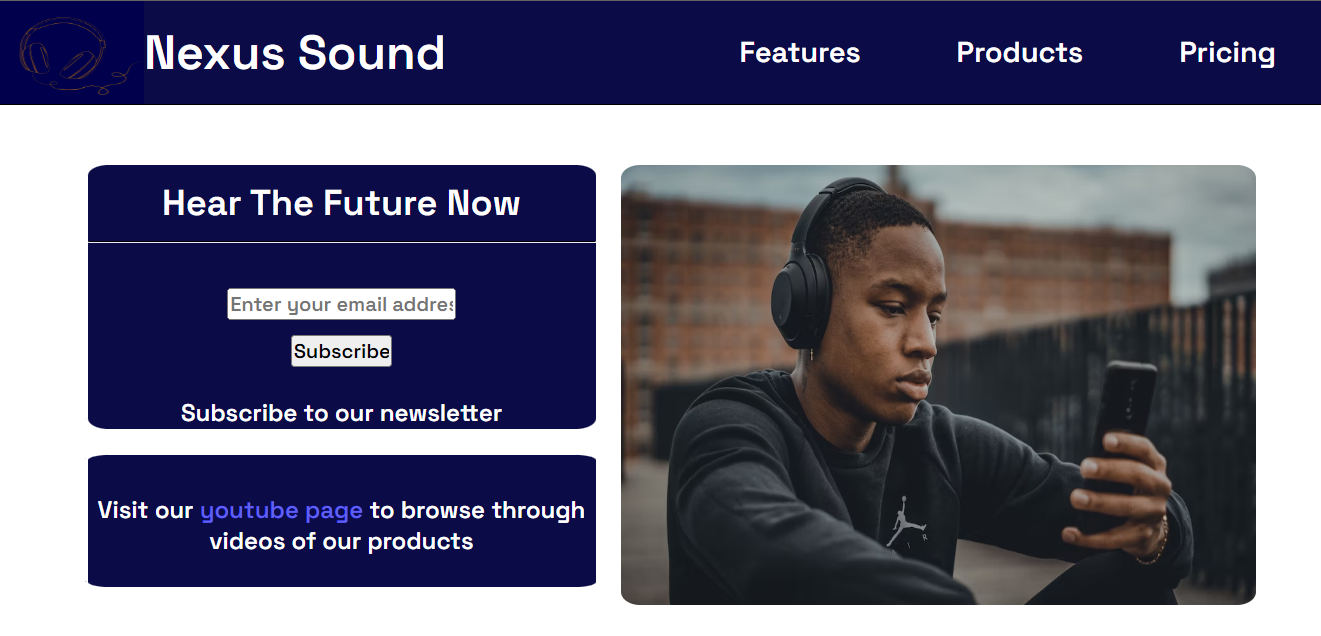 Nexus Sound
Features
Products
Pricing
Hear The Future Now
Enter your email addres
Subscribe
Subscribe to our newsletter
Visit our youtube page to browse through
videos of our products